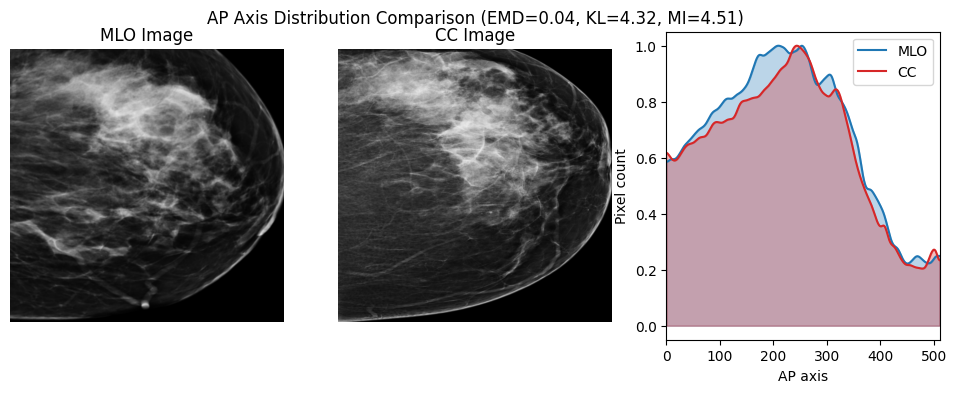 AP Axis Distribution Comparison (EMD=0.04, KL=4.32, MI=4.51)
MLO Image
CC Image
MLO
CC
1.0
0.8
0.6
0.4
0.2
0.0
Pixel count
0 100 200 300 400 500
AP axis